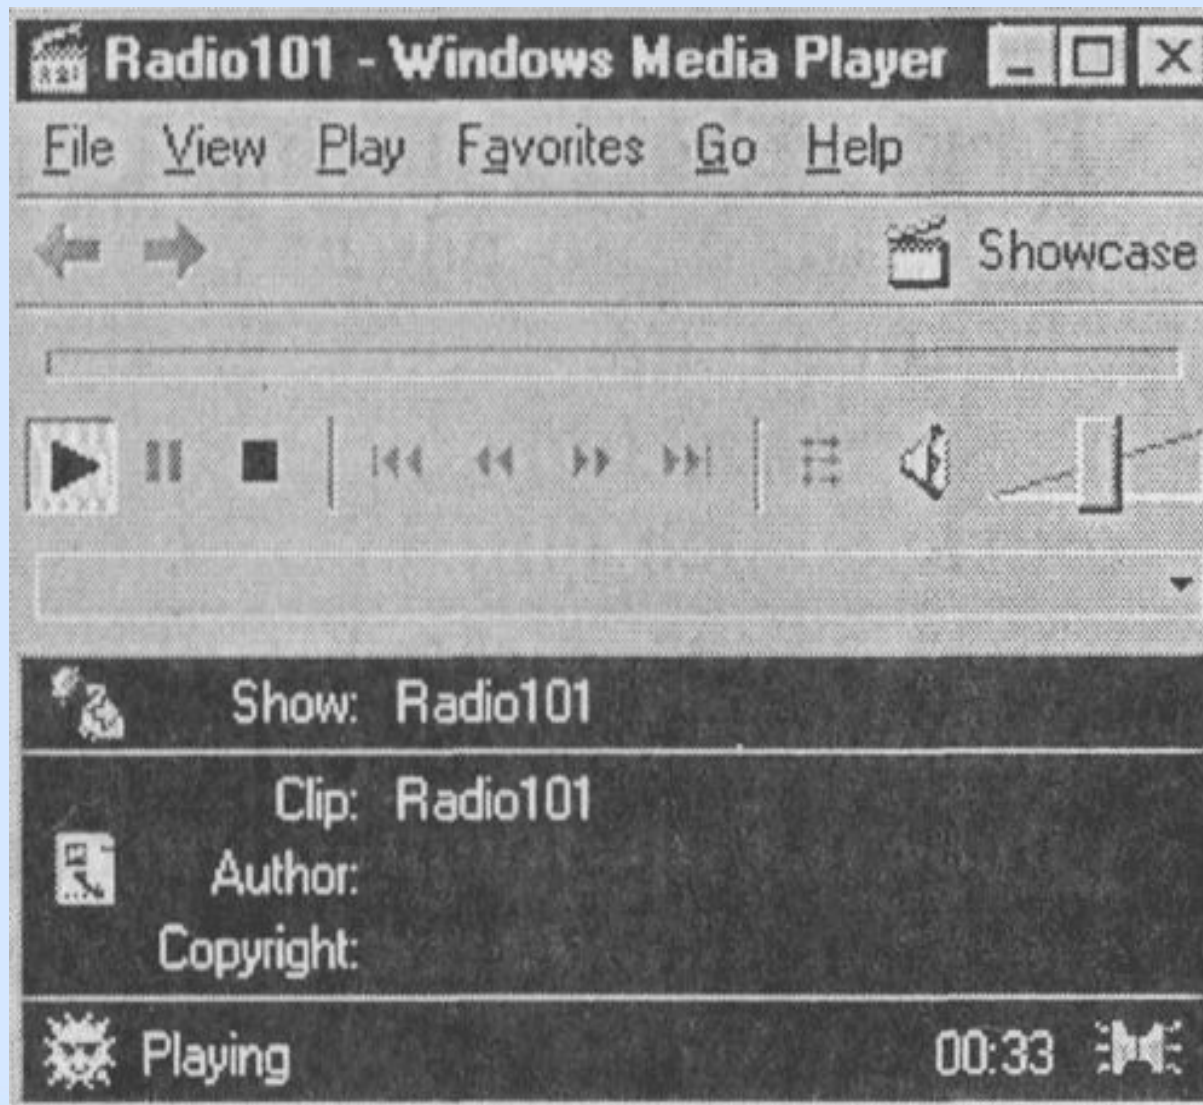 Radio101 - Windows Media Player
File View Play Favorites Go Help
Showcase
Show: Radio101
Clip: Radio101
Author:
Copyright:
Playing 00:33